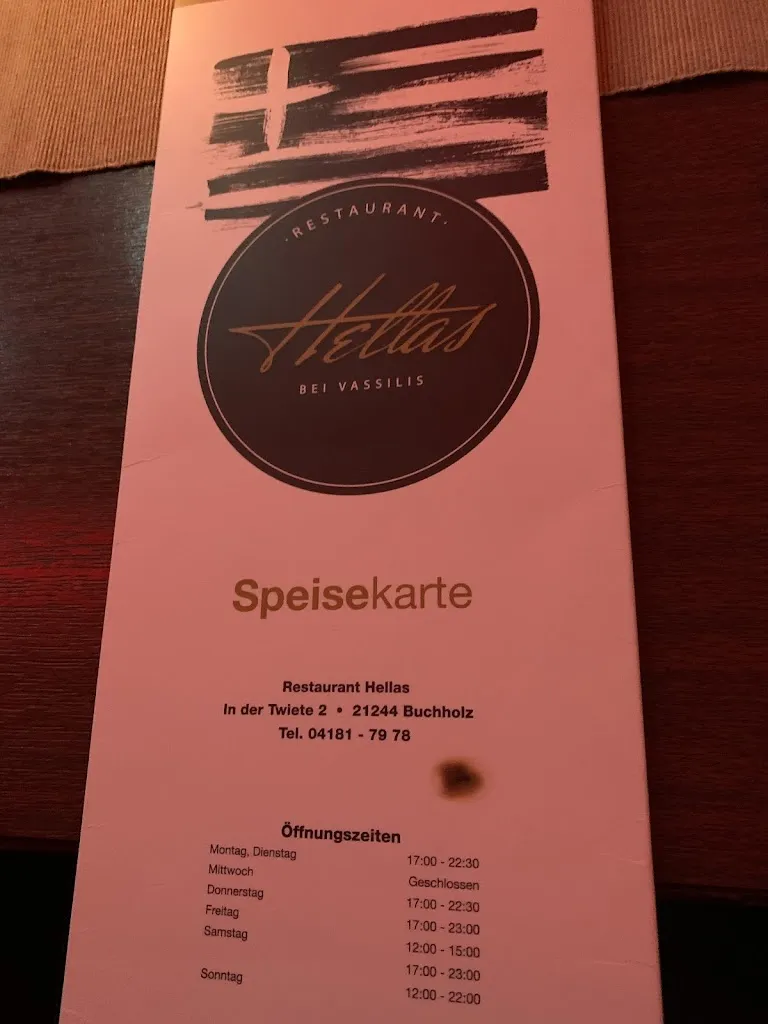 ·RESTAURANT·
Hellas
BEI VASSILIS
Speisekarte
Restaurant Hellas
In der Twiete 2 • 21244 Buchholz
Tel. 04181 - 79 78
Öffnungszeiten
Montag, Dienstag 17:00 - 22:30
Mittwoch Geschlossen
Donnerstag 17:00 - 22:30
Freitag 17:00 - 23:00
Samstag 12:00 - 15:00
17:00 - 23:00
Sonntag 12:00 - 22:00